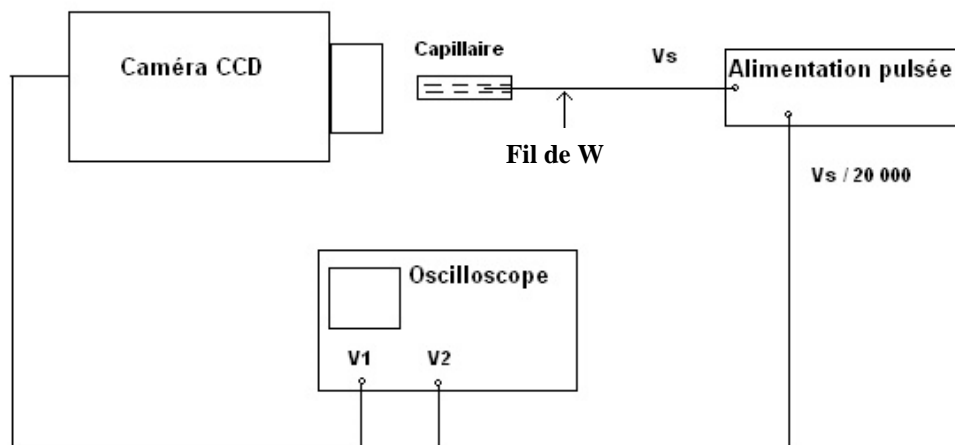 Caméra CCD
Capillaire
Vs
Alimentation pulsée
Fil de W
Vs / 20 000
Oscilloscope
V1
V2